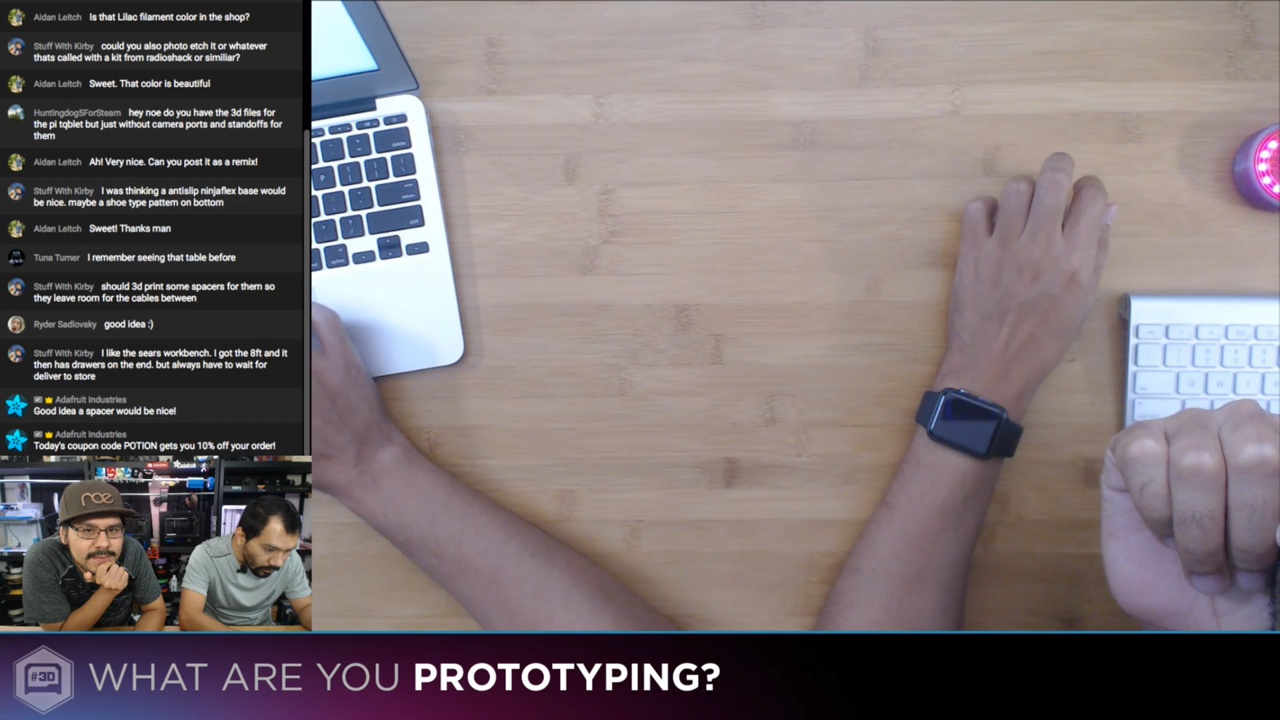 Aidan Leitch Is that Lilac filament color in the shop?
Stuff With Kirby could you also photo etch it or whatever
thats called with a kit from radioshack or similiar?
Aidan Leitch Sweet. That color is beautiful
Huntingdog5ForSteam hey noe do you have the 3d files for
the pi tqblet but just without camera ports and standoffs for
them
Aidan Leitch Ah! Very nice. Can you post it as a remix!
Stuff With Kirby I was thinking a antislip ninjaflex base would
be nice. maybe a shoe type pattern on bottom
Aidan Leitch Sweet! Thanks man
Tuna Turner I remember seeing that table before
Stuff With Kirby should 3d print some spacers for them so
they leave room for the cables between
Ryder Sadlovsky good idea :)
Stuff With Kirby I like the sears workbench. I got the 8ft and it
then has drawers on the end. but always have to wait for
deliver to store
Adafruit Industries
Good idea a spacer would be nice!
Adafruit Industries
Today's coupon code POTION gets you 10% off your order!
noe
#3D
WHAT ARE YOU PROTOTYPING?